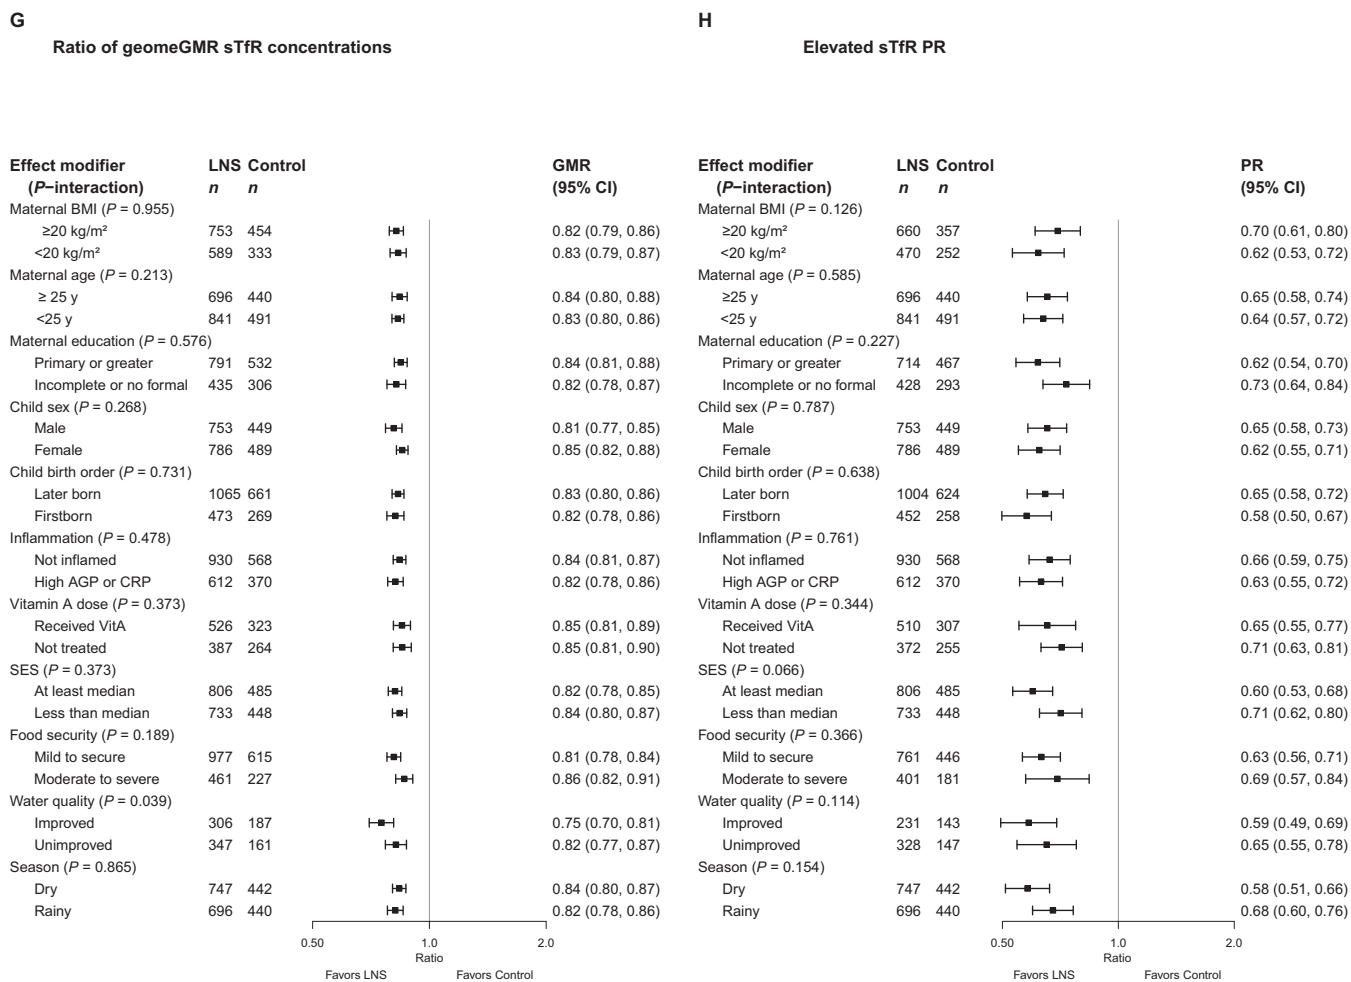 G
Ratio of geomeGMR sTfR concentrations
Effect modifier LNS Control GMR
(P−interaction) n n (95% CI)
Maternal BMI (P = 0.955)
≥20 kg/m² 753 454 0.82 (0.79, 0.86)
<20 kg/m² 589 333 0.83 (0.79, 0.87)
Maternal age (P = 0.213)
≥ 25 y 696 440 0.84 (0.80, 0.88)
<25 y 841 491 0.83 (0.80, 0.86)
Maternal education (P = 0.576)
Primary or greater 791 532 0.84 (0.81, 0.88)
Incomplete or no formal 435 306 0.82 (0.78, 0.87)
Child sex (P = 0.268)
Male 753 449 0.81 (0.77, 0.85)
Female 786 489 0.85 (0.82, 0.88)
Child birth order (P = 0.731)
Later born 1065 661 0.83 (0.80, 0.86)
Firstborn 473 269 0.82 (0.78, 0.86)
Inflammation (P = 0.478)
Not inflamed 930 568 0.84 (0.81, 0.87)
High AGP or CRP 612 370 0.82 (0.78, 0.86)
Vitamin A dose (P = 0.373)
Received VitA 526 323 0.85 (0.81, 0.89)
Not treated 387 264 0.85 (0.81, 0.90)
SES (P = 0.373)
At least median 806 485 0.82 (0.78, 0.85)
Less than median 733 448 0.84 (0.80, 0.87)
Food security (P = 0.189)
Mild to secure 977 615 0.81 (0.78, 0.84)
Moderate to severe 461 227 0.86 (0.82, 0.91)
Water quality (P = 0.039)
Improved 306 187 0.75 (0.70, 0.81)
Unimproved 347 161 0.82 (0.77, 0.87)
Season (P = 0.865)
Dry 747 442 0.84 (0.80, 0.87)
Rainy 696 440 0.82 (0.78, 0.86)
0.50 1.0 2.0
Ratio
Favors LNS Favors Control
H
Elevated sTfR PR
Effect modifier LNS Control PR
(P−interaction) n n (95% CI)
Maternal BMI (P = 0.126)
≥20 kg/m² 660 357 0.70 (0.61, 0.80)
<20 kg/m² 470 252 0.62 (0.53, 0.72)
Maternal age (P = 0.585)
≥25 y 696 440 0.65 (0.58, 0.74)
<25 y 841 491 0.64 (0.57, 0.72)
Maternal education (P = 0.227)
Primary or greater 714 467 0.62 (0.54, 0.70)
Incomplete or no formal 428 293 0.73 (0.64, 0.84)
Child sex (P = 0.787)
Male 753 449 0.65 (0.58, 0.73)
Female 786 489 0.62 (0.55, 0.71)
Child birth order (P = 0.638)
Later born 1004 624 0.65 (0.58, 0.72)
Firstborn 452 258 0.58 (0.50, 0.67)
Inflammation (P = 0.761)
Not inflamed 930 568 0.66 (0.59, 0.75)
High AGP or CRP 612 370 0.63 (0.55, 0.72)
Vitamin A dose (P = 0.344)
Received VitA 510 307 0.65 (0.55, 0.77)
Not treated 372 255 0.71 (0.63, 0.81)
SES (P = 0.066)
At least median 806 485 0.60 (0.53, 0.68)
Less than median 733 448 0.71 (0.62, 0.80)
Food security (P = 0.366)
Mild to secure 761 446 0.63 (0.56, 0.71)
Moderate to severe 401 181 0.69 (0.57, 0.84)
Water quality (P = 0.114)
Improved 231 143 0.59 (0.49, 0.69)
Unimproved 328 147 0.65 (0.55, 0.78)
Season (P = 0.154)
Dry 747 442 0.58 (0.51, 0.66)
Rainy 696 440 0.68 (0.60, 0.76)
0.50 1.0 2.0
Ratio
Favors LNS Favors Control